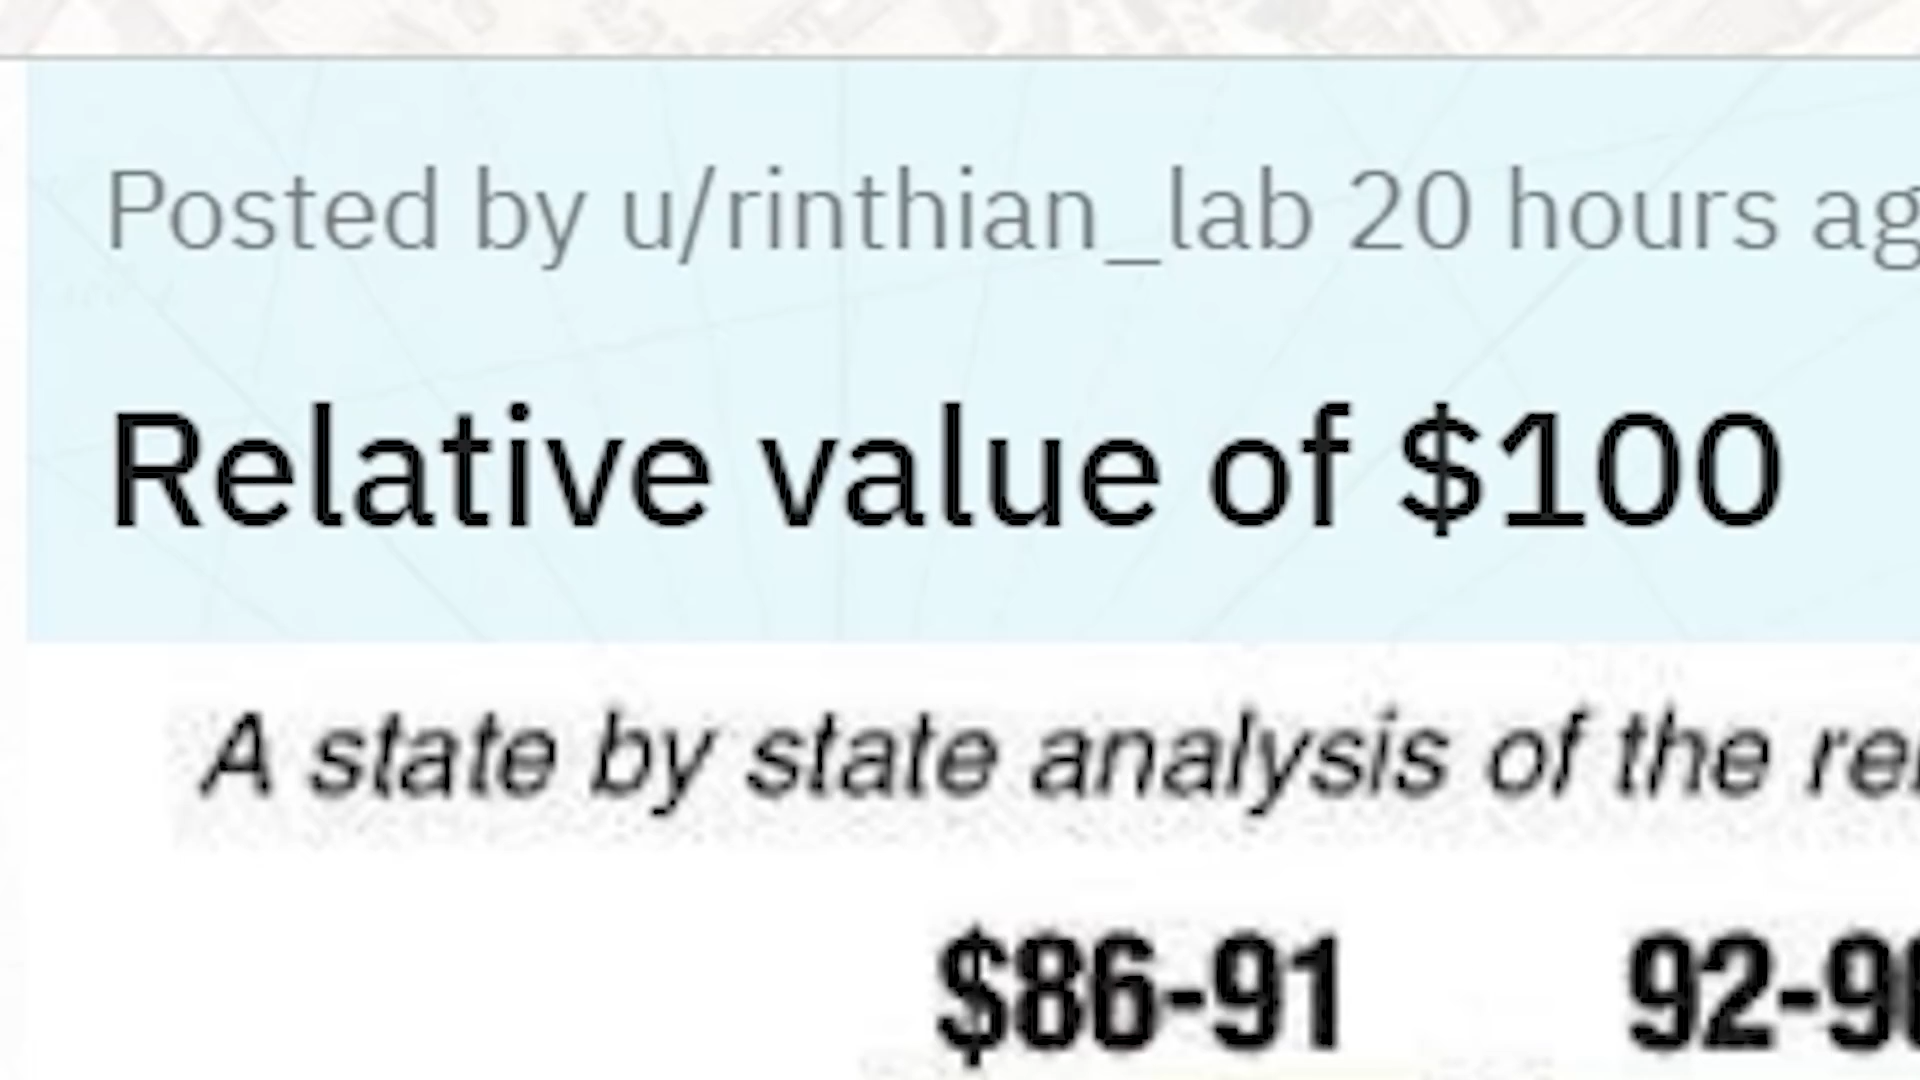 Posted by u/rinthian_lab 20 hours
Relative value of $100
A state by state analysis of the
$86-91